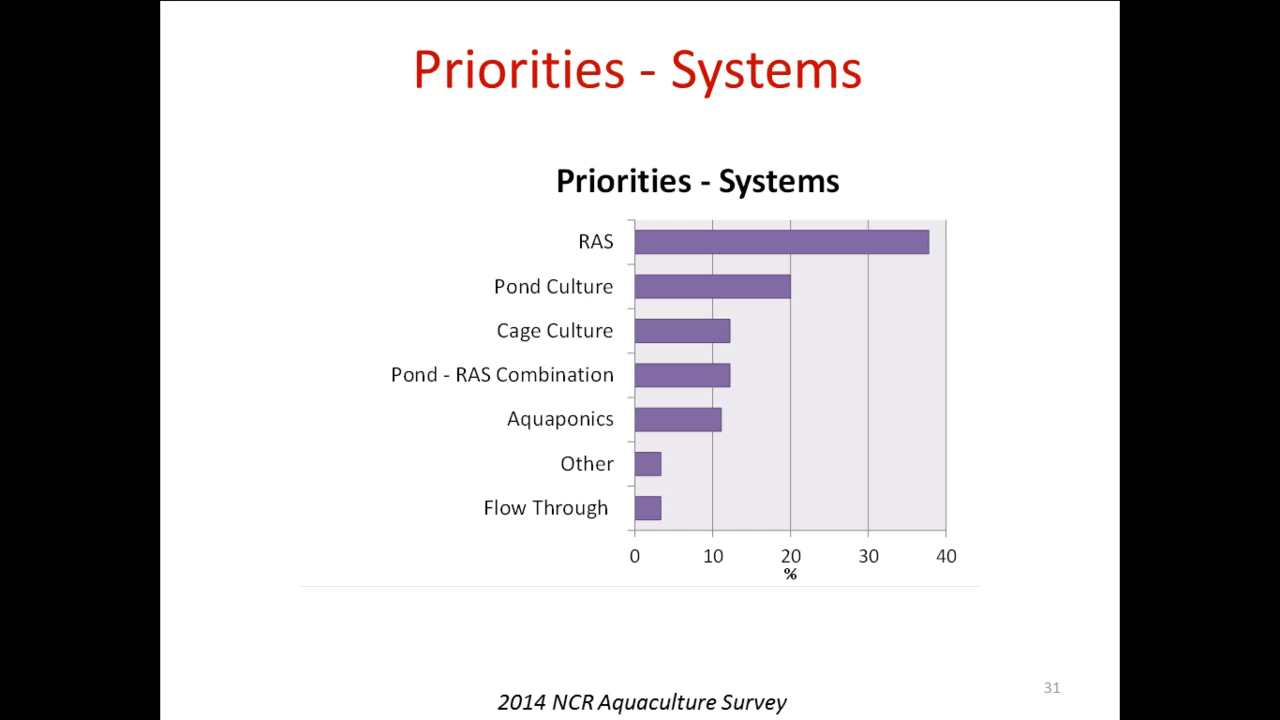 Priorities - Systems
Priorities - Systems
RAS
Pond Culture
Cage Culture
Pond - RAS Combination
Aquaponics
Other
Flow Through
0 10 20 30 40
%
31
2014 NCR Aquaculture Survey